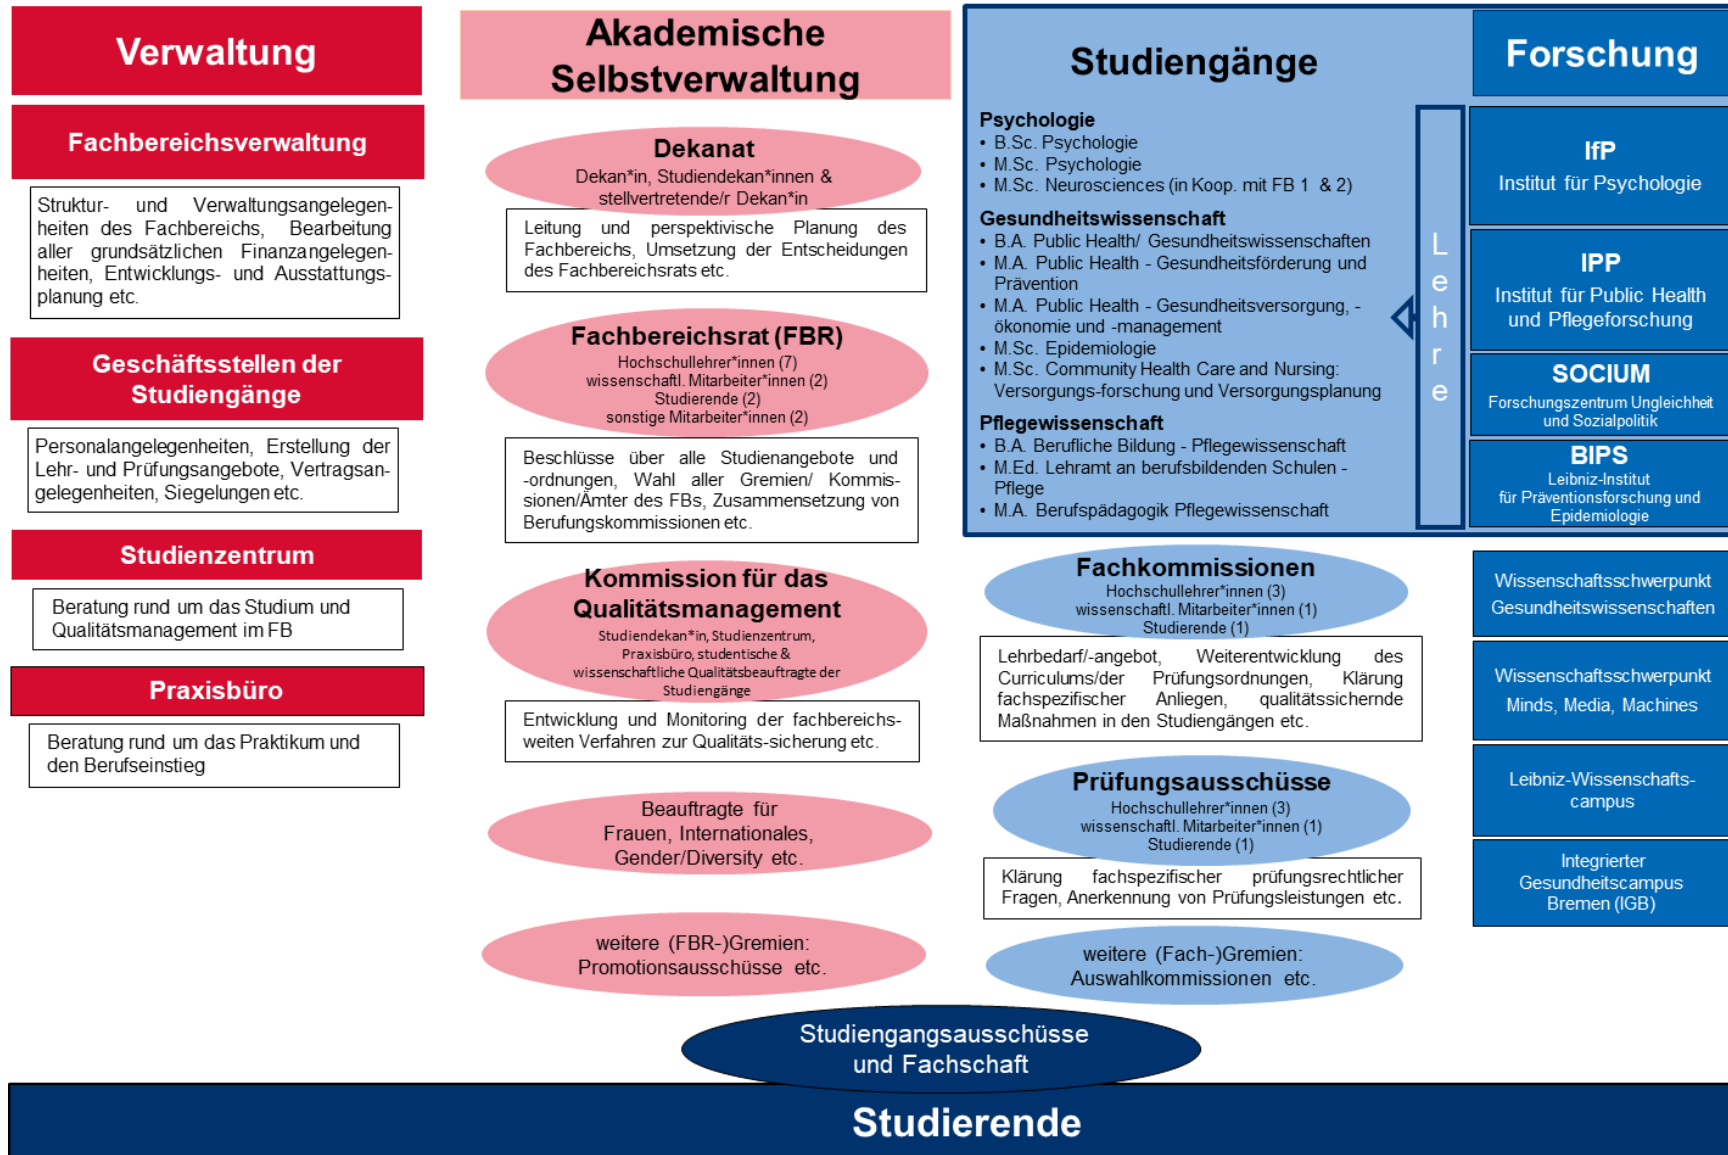 Verwaltung
Fachbereichsverwaltung
Struktur- und Verwaltungsangelegen-
heiten des Fachbereichs, Bearbeitung
aller grundsätzlichen Finanzangelegen-
heiten, Entwicklungs- und Ausstattungs-
planung etc.
Geschäftsstellen der
Studiengänge
Personalangelegenheiten, Erstellung der
Lehr- und Prüfungsangebote, Vertragsan-
gelegenheiten, Siegelungen etc.
Studienzentrum
Beratung rund um das Studium und
Qualitätsmanagement im FB
Praxisbüro
Beratung rund um das Praktikum und
den Berufseinstieg
Akademische
Selbstverwaltung
Dekanat
Dekan*in, Studiendekan*innen &
stellvertretende/r Dekan*in
Leitung und perspektivische Planung des
Fachbereichs, Umsetzung der Entscheidungen
des Fachbereichsrats etc.
Fachbereichsrat (FBR)
Hochschullehrer*innen (7)
wissenschaftl. Mitarbeiter*innen (2)
Studierende (2)
sonstige Mitarbeiter*innen (2)
Beschlüsse über alle Studienangebote und
-ordnungen, Wahl aller Gremien/ Kommis-
sionen/Ämter des FBs, Zusammensetzung von
Berufungskommissionen etc.
Kommission für das
Qualitätsmanagement
Studiendekan*in, Studienzentrum,
Praxisbüro, studentische &
wissenschaftliche Qualitätsbeauftragte der
Studiengänge
Entwicklung und Monitoring der fachbereichs-
weiten Verfahren zur Qualitäts-sicherung etc.
Beauftragte für
Frauen, Internationales,
Gender/Diversity etc.
weitere (FBR-)Gremien:
Promotionsausschüsse etc.
Studiengänge
Psychologie
• B.Sc. Psychologie
• M.Sc. Psychologie
• M.Sc. Neurosciences (in Koop. mit FB 1 & 2)
Gesundheitswissenschaft
• B.A. Public Health/ Gesundheitswissenschaften
• M.A. Public Health - Gesundheitsförderung und
Prävention
• M.A. Public Health - Gesundheitsversorgung, -
ökonomie und -management
• M.Sc. Epidemiologie
• M.Sc. Community Health Care and Nursing:
Versorgungs-forschung und Versorgungsplanung
Pflegewissenschaft
• B.A. Berufliche Bildung - Pflegewissenschaft
• M.Ed. Lehramt an berufsbildenden Schulen -
Pflege
• M.A. Berufspädagogik Pflegewissenschaft
Lehre
Fachkommissionen
Hochschullehrer*innen (3)
wissenschaftl. Mitarbeiter*innen (1)
Studierende (1)
Lehrbedarf/-angebot, Weiterentwicklung des
Curriculums/der Prüfungsordnungen, Klärung
fachspezifischer Anliegen, qualitätssichernde
Maßnahmen in den Studiengängen etc.
Prüfungsausschüsse
Hochschullehrer*innen (3)
wissenschaftl. Mitarbeiter*innen (1)
Studierende (1)
Klärung fachspezifischer prüfungsrechtlicher
Fragen, Anerkennung von Prüfungsleistungen etc.
weitere (Fach-)Gremien:
Auswahlkommissionen etc.
Forschung
IfP
Institut für Psychologie
IPP
Institut für Public Health
und Pflegeforschung
SOCIUM
Forschungszentrum Ungleichheit
und Sozialpolitik
BIPS
Leibniz-Institut
für Präventionsforschung und
Epidemiologie
Wissenschaftsschwerpunkt
Gesundheitswissenschaften
Wissenschaftsschwerpunkt
Minds, Media, Machines
Leibniz-Wissenschafts-
campus
Integrierter
Gesundheitscampus
Bremen (IGB)
Studiengangsausschüsse
und Fachschaft
Studierende